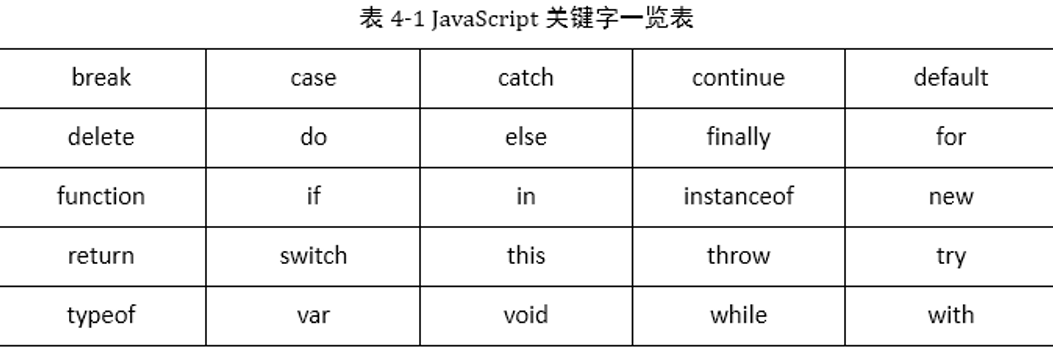 表 4-1 JavaScript 关键字一览表
break case catch continue default
delete do else finally for
function if in instanceof new
return switch this throw try
typeof var void while with